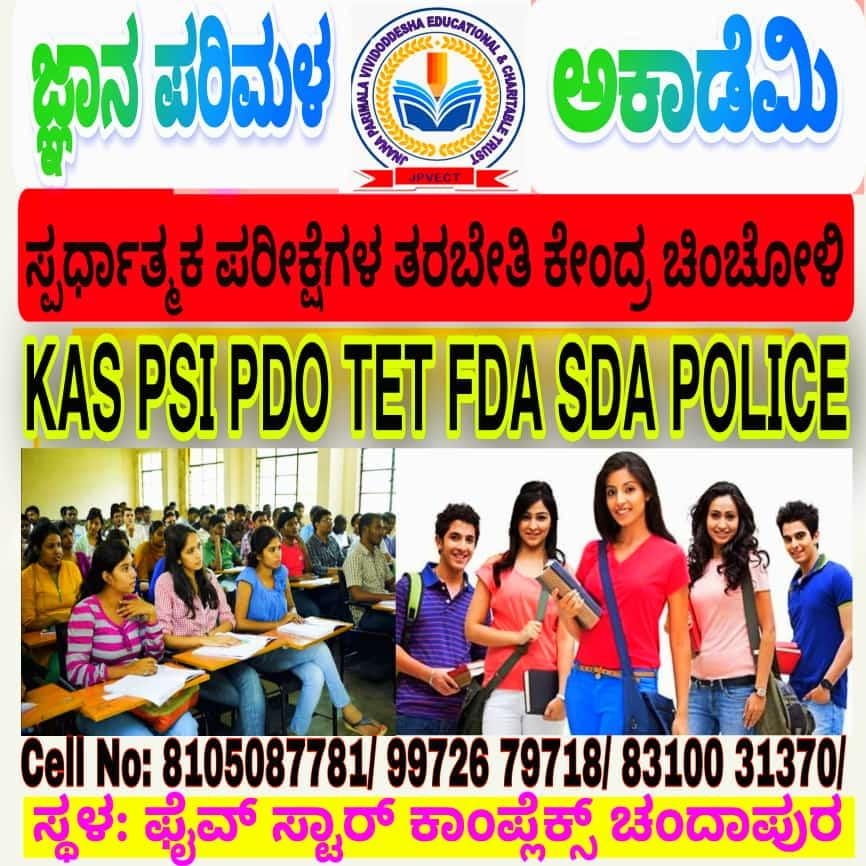 ಜ್ಞಾನ ಪರಿಮಳ
JNANA PARIMALA VIVIDODDESHA EDUCATIONAL & CHARITABLE TRUST
JPVECT
ಅಕಾಡೆಮಿ
ಸ್ಪರ್ಧಾತ್ಮಕ ಪರೀಕ್ಷೆಗಳ ತರಬೇತಿ ಕೇಂದ್ರ ಚಿಂಚೋಳಿ
KAS PSI PDO TET FDA SDA POLICE
Cell No: 8105087781/ 99726 79718/ 83100 31370/
ಸ್ಥಳ: ಫೈವ್ ಸ್ಟಾರ್ ಕಾಂಪ್ಲೆಕ್ಸ್ ಚಂದಾಪುರ